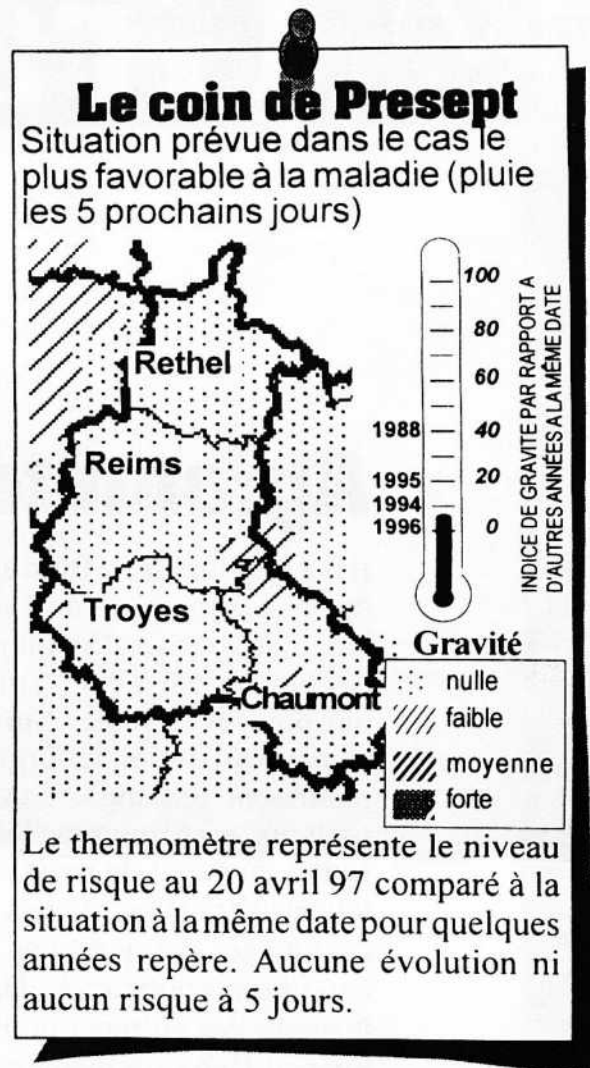 Le coin de Presept
Situation prévue dans le cas le
plus favorable à la maladie (pluie
les 5 prochains jours)
Rethel
Reims
Troyes
Chaumont
100
80
60
1988 40
1995 20
1994
1996 0
INDICE DE GRAVITE PAR RAPPORT A
D'AUTRES ANNÉES A LA MÊME DATE
Gravité
nulle
faible
moyenne
forte
Le thermomètre représente le niveau
de risque au 20 avril 97 comparé à la
situation à la même date pour quelques
années repère. Aucune évolution ni
aucun risque à 5 jours.